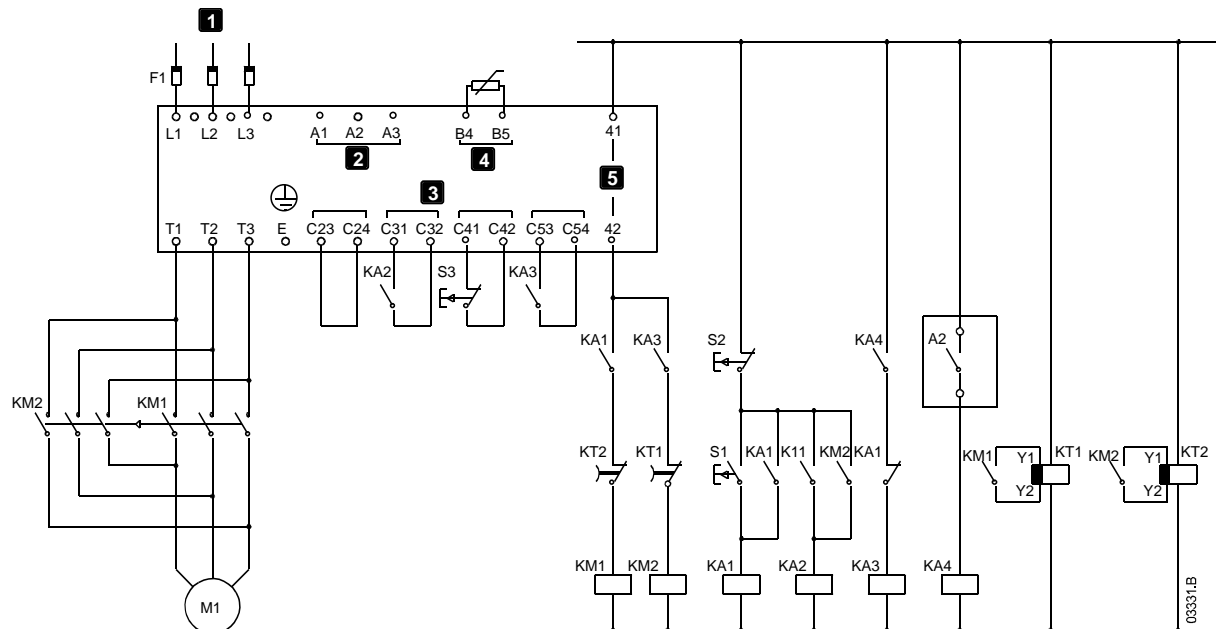 1
F1
L1 L2 L3 A1 A2 A3 B4 B5 41
2 4 5
3
T1 T2 T3 E C23 C24 C31 C32 C41 C42 C53 C54 42
KA2 S3 KA3
KA1 KA3 S2 KA4 A2
KM2 KM1
KT2 KT1 S1 KA1 K11 KM2 KA1 KM1 Y1 KT1 KM2 Y1 KT2
Y2 Y2
KM1 KM2 KA1 KA2 KA3 KA4
M1
03331.B